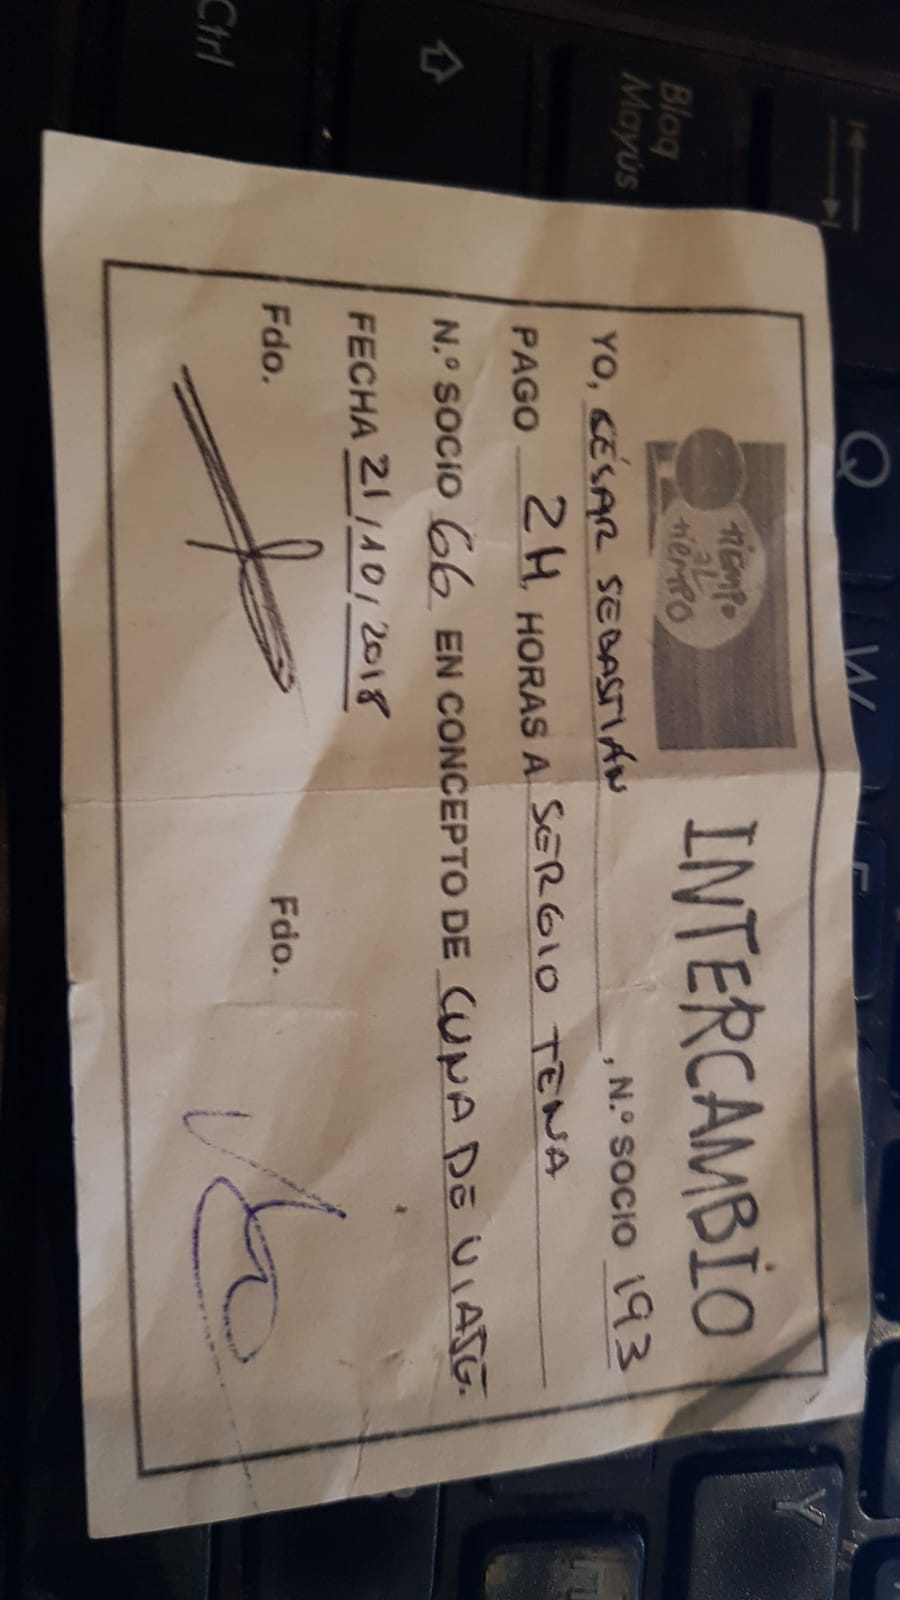 INTERCAMBIO
tiempo
al
tiempo
YO, CÉSAR SEBASTIÁN, N.º SOCIO 193
PAGO 2H. HORAS A SERGIO TENA
N.º SOCIO 66 EN CONCEPTO DE CUNA DE VIAJE.
FECHA 21/10/2018
Fdo. Fdo.
Ctrl
Bloq
Mayús
Q
W
E
Y